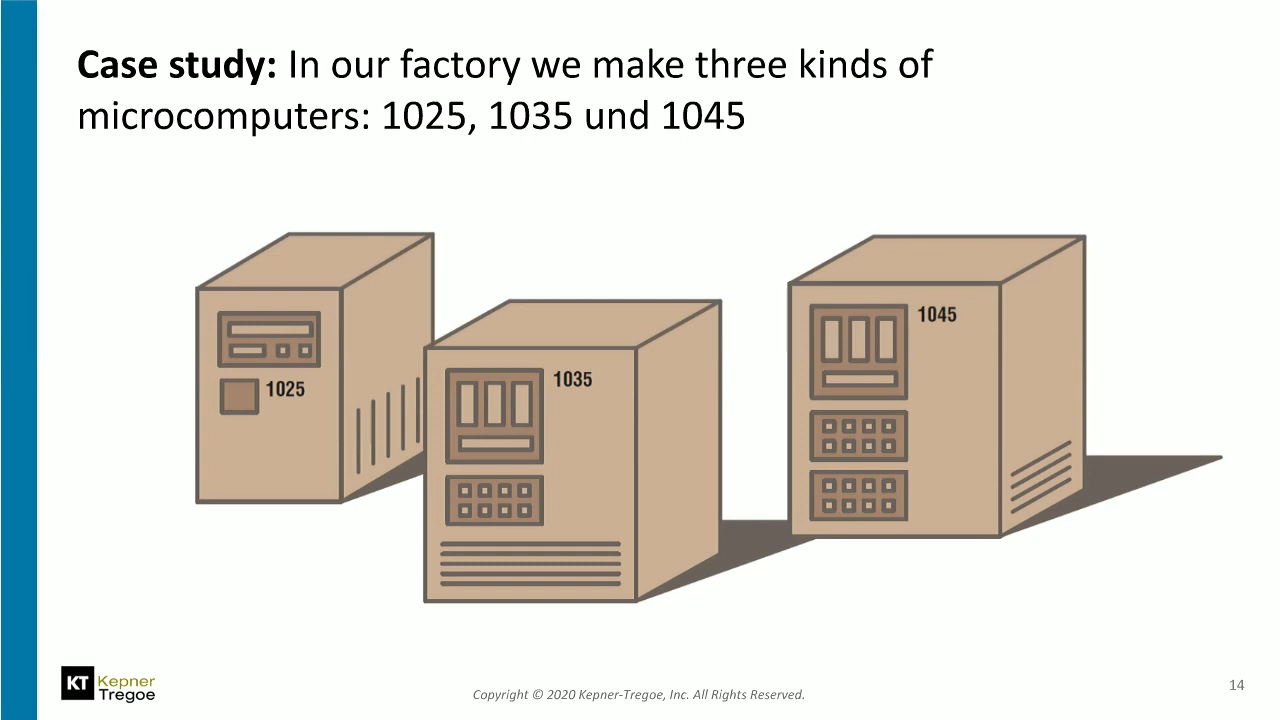 Case study: In our factory we make three kinds of
microcomputers: 1025, 1035 und 1045
1025
1035
1045
KT Kepner
Tregoe
Copyright © 2020 Kepner-Tregoe, Inc. All Rights Reserved.
14